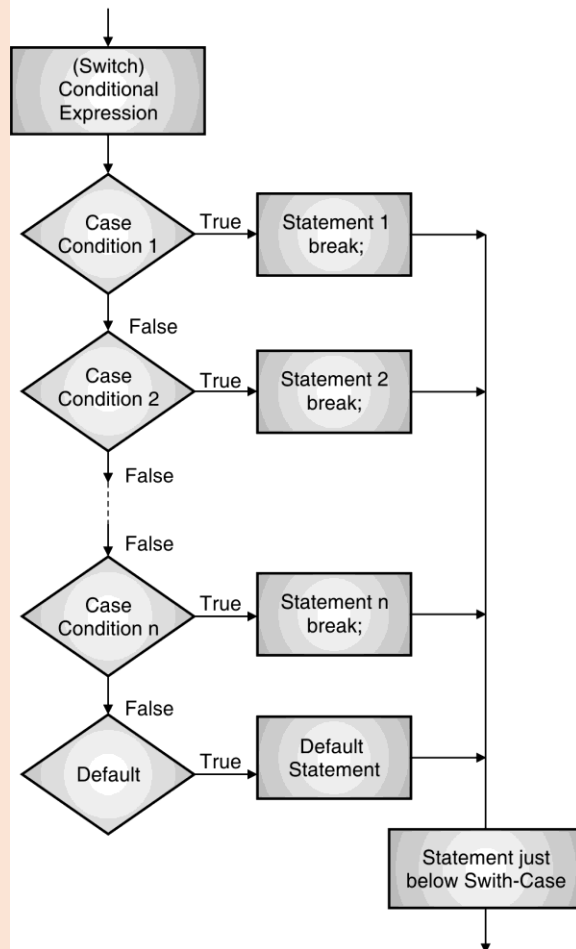 (Switch)
Conditional
Expression
Case
Condition 1
True
Statement 1
break;
False
Case
Condition 2
True
Statement 2
break;
False
False
Case
Condition n
True
Statement n
break;
False
Default
True
Default
Statement
Statement just
below Swith-Case